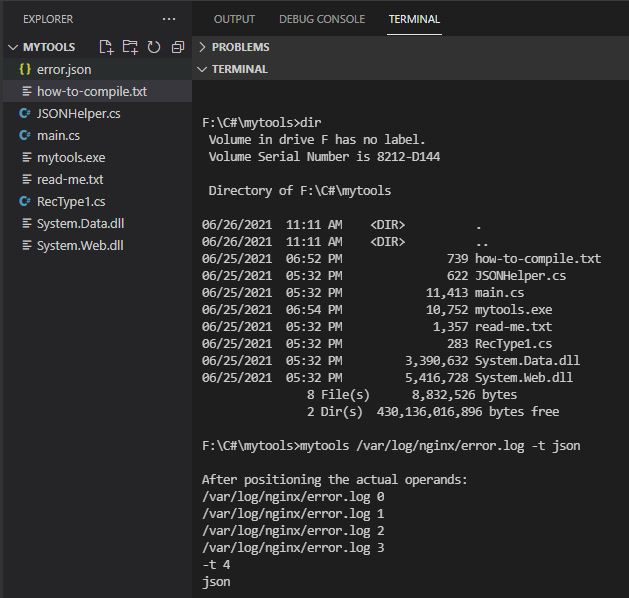 EXPLORER
MYTOOLS
error.json
how-to-compile.txt
JSONHelper.cs
main.cs
mytools.exe
read-me.txt
RecType1.cs
System.Data.dll
System.Web.dll
OUTPUT DEBUG CONSOLE TERMINAL
PROBLEMS
TERMINAL
F:\C#\mytools>dir
Volume in drive F has no label.
Volume Serial Number is 8212-D144
Directory of F:\C#\mytools
06/26/2021 11:11 AM <DIR> .
06/26/2021 11:11 AM <DIR> ..
06/25/2021 06:52 PM 739 how-to-compile.txt
06/25/2021 05:32 PM 622 JSONHelper.cs
06/25/2021 05:32 PM 11,413 main.cs
06/25/2021 06:54 PM 10,752 mytools.exe
06/25/2021 05:32 PM 1,357 read-me.txt
06/25/2021 05:32 PM 283 RecType1.cs
06/25/2021 05:32 PM 3,390,632 System.Data.dll
06/25/2021 05:32 PM 5,416,728 System.Web.dll
8 File(s) 8,832,526 bytes
2 Dir(s) 430,136,016,896 bytes free
F:\C#\mytools>mytools /var/log/nginx/error.log -t json
After positioning the actual operands:
/var/log/nginx/error.log 0
/var/log/nginx/error.log 1
/var/log/nginx/error.log 2
/var/log/nginx/error.log 3
-t 4
json